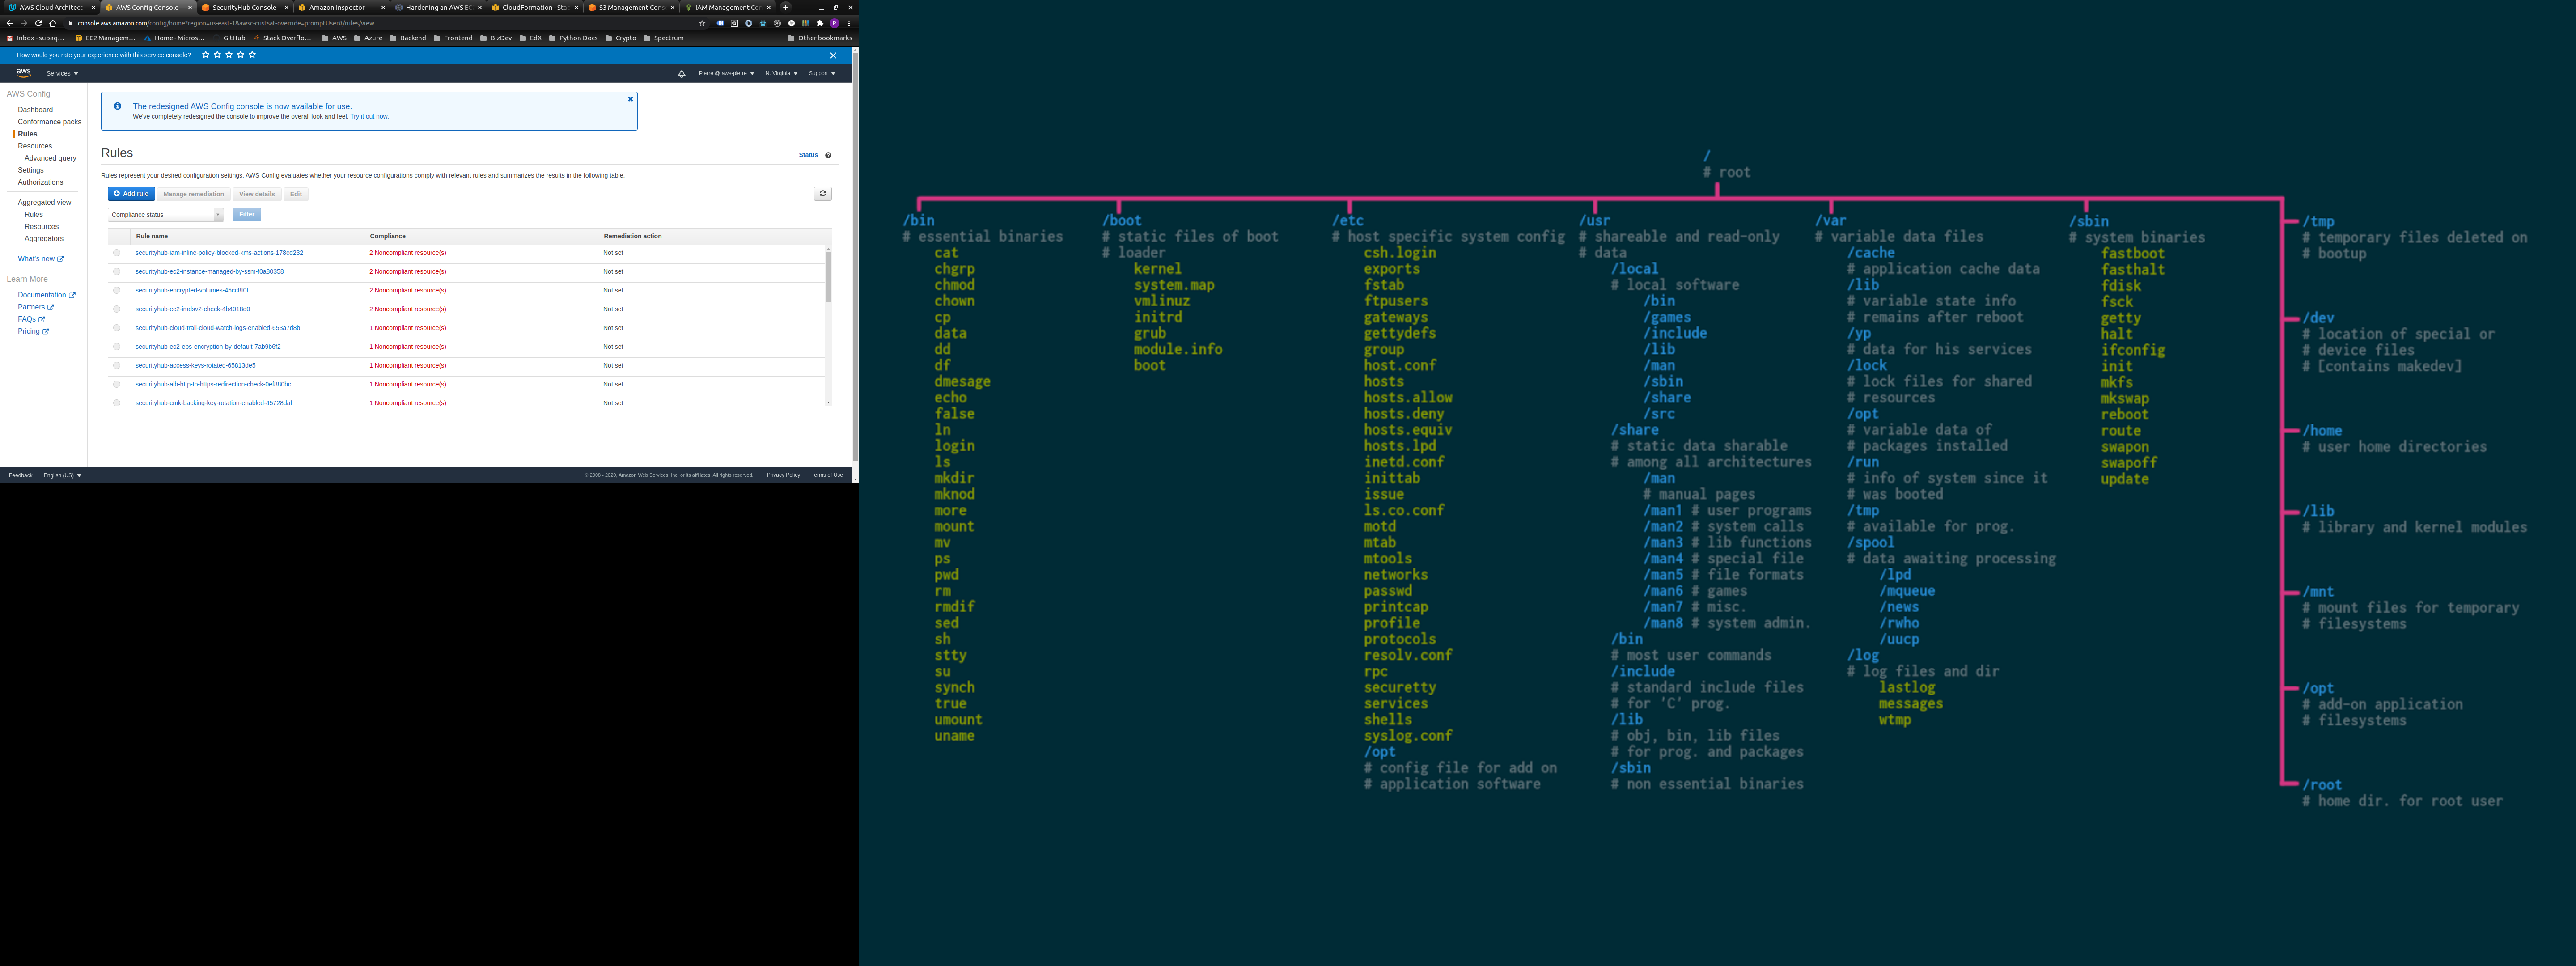 AWS Cloud Architect
AWS Config Console
SecurityHub Console
Amazon Inspector
Hardening an AWS EC
CloudFormation - Stac
S3 Management Cons
IAM Management Con
console.aws.amazon.com/config/home?region=us-east-1&awsc-custsat-override=promptUser#/rules/view
Inbox - subaq...
EC2 Managem...
Home - Micros...
GitHub
Stack Overflo...
AWS
Azure
Backend
Frontend
BizDev
EdX
Python Docs
Crypto
Spectrum
Other bookmarks
How would you rate your experience with this service console?
aws
Services
Pierre @ aws-pierre
N. Virginia
Support
AWS Config
Dashboard
Conformance packs
Rules
Resources
Advanced query
Settings
Authorizations
Aggregated view
Rules
Resources
Aggregators
What's new
Learn More
Documentation
Partners
FAQs
Pricing
The redesigned AWS Config console is now available for use.
We've completely redesigned the console to improve the overall look and feel. Try it out now.
Rules
Status
Rules represent your desired configuration settings. AWS Config evaluates whether your resource configurations comply with relevant rules and summarizes the results in the following table.
Add rule
Manage remediation
View details
Edit
Compliance status
Filter
Rule name Compliance Remediation action
securityhub-iam-inline-policy-blocked-kms-actions-178cd232 2 Noncompliant resource(s) Not set
securityhub-ec2-instance-managed-by-ssm-f0a80358 2 Noncompliant resource(s) Not set
securityhub-encrypted-volumes-45cc8f0f 2 Noncompliant resource(s) Not set
securityhub-ec2-imdsv2-check-4b4018d0 2 Noncompliant resource(s) Not set
securityhub-cloud-trail-cloud-watch-logs-enabled-653a7d8b 1 Noncompliant resource(s) Not set
securityhub-ec2-ebs-encryption-by-default-7ab9b6f2 1 Noncompliant resource(s) Not set
securityhub-access-keys-rotated-65813de5 1 Noncompliant resource(s) Not set
securityhub-alb-http-to-https-redirection-check-0ef880bc 1 Noncompliant resource(s) Not set
securityhub-cmk-backing-key-rotation-enabled-45728daf 1 Noncompliant resource(s) Not set
Feedback
English (US)
© 2008 - 2020, Amazon Web Services, Inc. or its affiliates. All rights reserved.
Privacy Policy
Terms of Use
/
# root
/bin
# essential binaries
cat
chgrp
chmod
chown
cp
data
dd
df
dmesage
echo
false
ln
login
ls
mkdir
mknod
more
mount
mv
ps
pwd
rm
rmdif
sed
sh
stty
su
synch
true
umount
uname
/boot
# static files of boot
# loader
kernel
system.map
vmlinuz
initrd
grub
module.info
boot
/etc
# host specific system config
csh.login
exports
fstab
ftpusers
gateways
gettydefs
group
host.conf
hosts
hosts.allow
hosts.deny
hosts.equiv
hosts.lpd
inetd.conf
inittab
issue
ls.co.conf
motd
mtab
mtools
networks
passwd
printcap
profile
protocols
resolv.conf
rpc
securetty
services
shells
syslog.conf
/opt
# config file for add on
# application software
/usr
# shareable and read-only
# data
/local
# local software
/bin
/games
/include
/lib
/man
/sbin
/share
/src
/share
# static data sharable
# among all architectures
/man
# manual pages
/man1 # user programs
/man2 # system calls
/man3 # lib functions
/man4 # special file
/man5 # file formats
/man6 # games
/man7 # misc.
/man8 # system admin.
/bin
# most user commands
/include
# standard include files
# for 'C' prog.
/lib
# obj, bin, lib files
# for prog. and packages
/sbin
# non essential binaries
/var
# variable data files
/cache
# application cache data
/lib
# variable state info
# remains after reboot
/yp
# data for his services
/lock
# lock files for shared
# resources
/opt
# variable data of
# packages installed
/run
# info of system since it
# was booted
/tmp
# available for prog.
/spool
# data awaiting processing
/lpd
/mqueue
/news
/rwho
/uucp
/log
# log files and dir
lastlog
messages
wtmp
/sbin
# system binaries
fastboot
fasthalt
fdisk
fsck
getty
halt
ifconfig
init
mkfs
mkswap
reboot
route
swapon
swapoff
update
/tmp
# temporary files deleted on
# bootup
/dev
# location of special or
# device files
# [contains makedev]
/home
# user home directories
/lib
# library and kernel modules
/mnt
# mount files for temporary
# filesystems
/opt
# add-on application
# filesystems
/root
# home dir. for root user